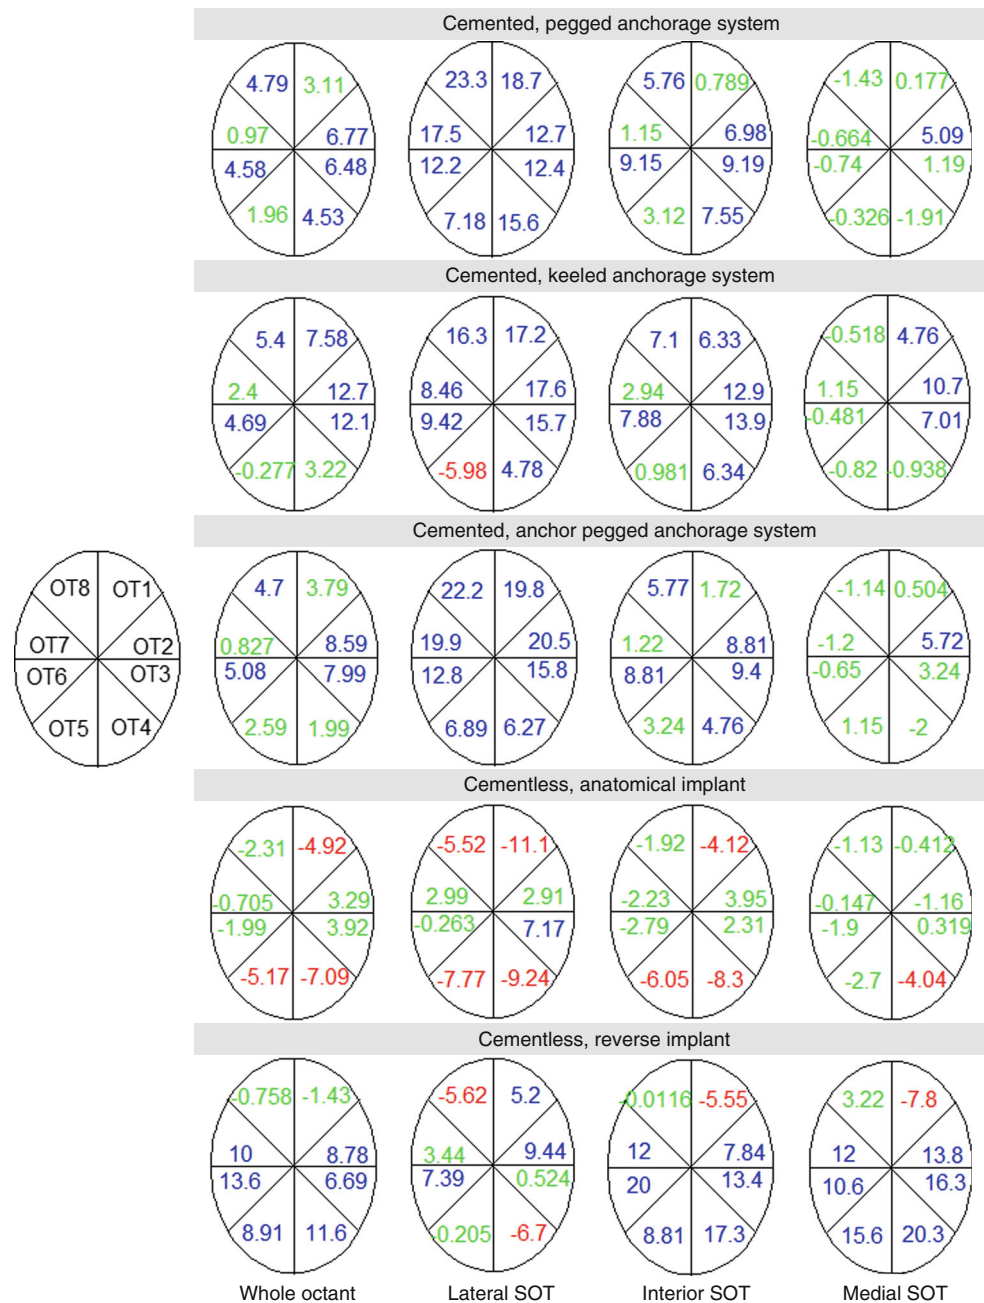 Cemented, pegged anchorage system
4.79 3.11 23.3 18.7 5.76 0.789 -1.43 0.177
0.97 6.77 17.5 12.7 1.15 6.98 -0.664 5.09
4.58 6.48 12.2 12.4 9.15 9.19 -0.74 1.19
1.96 4.53 7.18 15.6 3.12 7.55 -0.326 -1.91
Cemented, keeled anchorage system
5.4 7.58 16.3 17.2 7.1 6.33 -0.518 4.76
2.4 12.7 8.46 17.6 2.94 12.9 1.15 10.7
4.69 12.1 9.42 15.7 7.88 13.9 -0.481 7.01
-0.277 3.22 -5.98 4.78 0.981 6.34 -0.82 -0.938
Cemented, anchor pegged anchorage system
OT8 OT1 4.7 3.79 22.2 19.8 5.77 1.72 -1.14 0.504
OT7 OT2 0.827 8.59 19.9 20.5 1.22 8.81 -1.2 5.72
OT6 OT3 5.08 7.99 12.8 15.8 8.81 9.4 -0.65 3.24
OT5 OT4 2.59 1.99 6.89 6.27 3.24 4.76 1.15 -2
Cementless, anatomical implant
-2.31 -4.92 -5.52 -11.1 -1.92 -4.12 -1.13 -0.412
-0.705 3.29 2.99 2.91 -2.23 3.95 -0.147 -1.16
-1.99 3.92 -0.263 7.17 -2.79 2.31 -1.9 0.319
-5.17 -7.09 -7.77 -9.24 -6.05 -8.3 -2.7 -4.04
Cementless, reverse implant
-0.758 -1.43 -5.62 5.2 -0.0116 -5.55 3.22 -7.8
10 8.78 3.44 9.44 12 7.84 12 13.8
13.6 6.69 7.39 0.524 20 13.4 10.6 16.3
8.91 11.6 -0.205 -6.7 8.81 17.3 15.6 20.3
Whole octant Lateral SOT Interior SOT Medial SOT